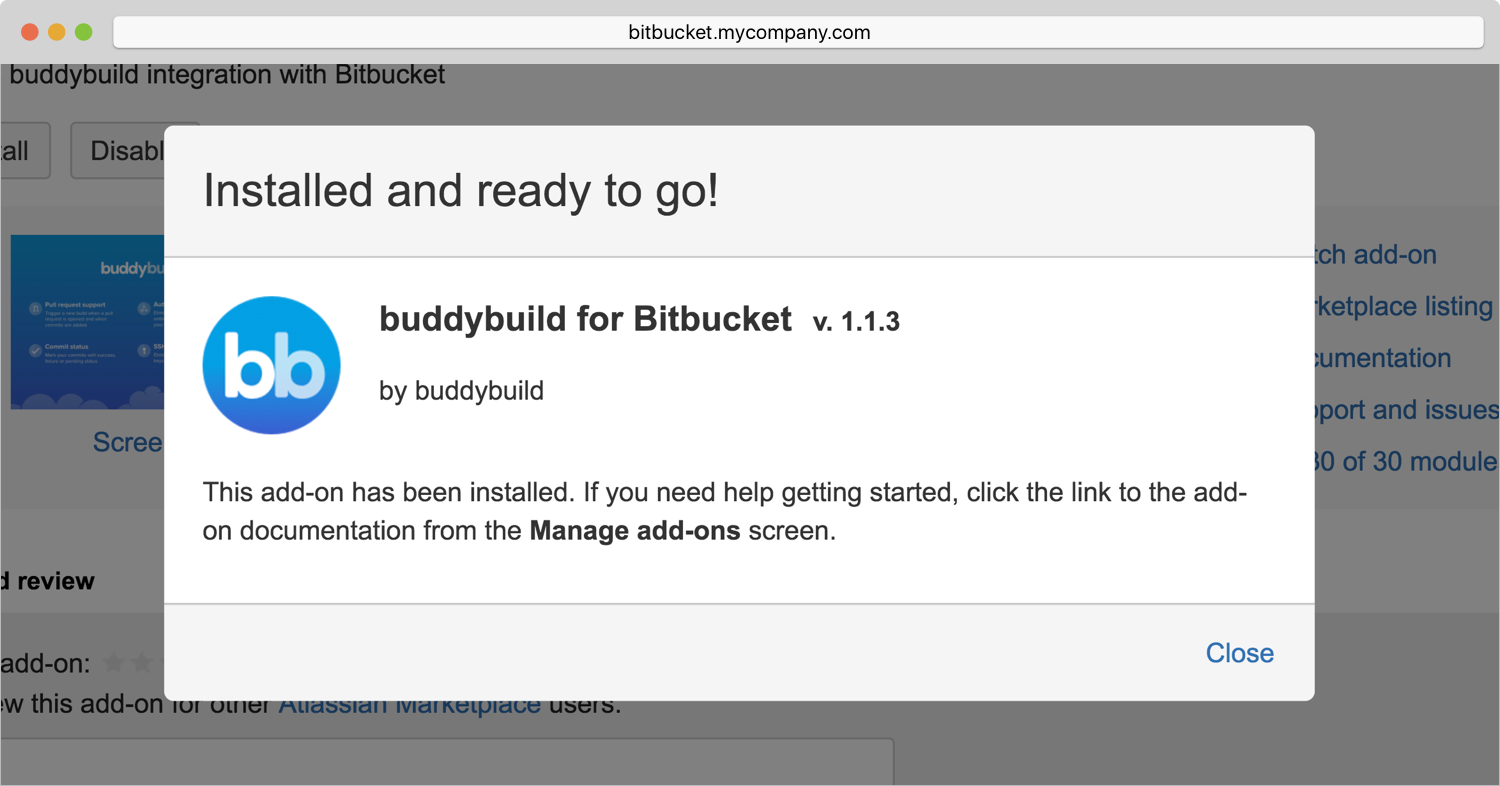 bitbucket.mycompany.com
buddybuild integration with Bitbucket
Installed and ready to go!
bb
buddybuild for Bitbucket v. 1.1.3
by buddybuild
This add-on has been installed. If you need help getting started, click the link to the add-
on documentation from the Manage add-ons screen.
Close
all
Disabl
buddybu
Pull request support
Commit status
Scree
tch add-on
ketplace listing
cumentation
port and issues
30 of 30 module
d review
add-on:
ew this add-on for other Atlassian Marketplace users.